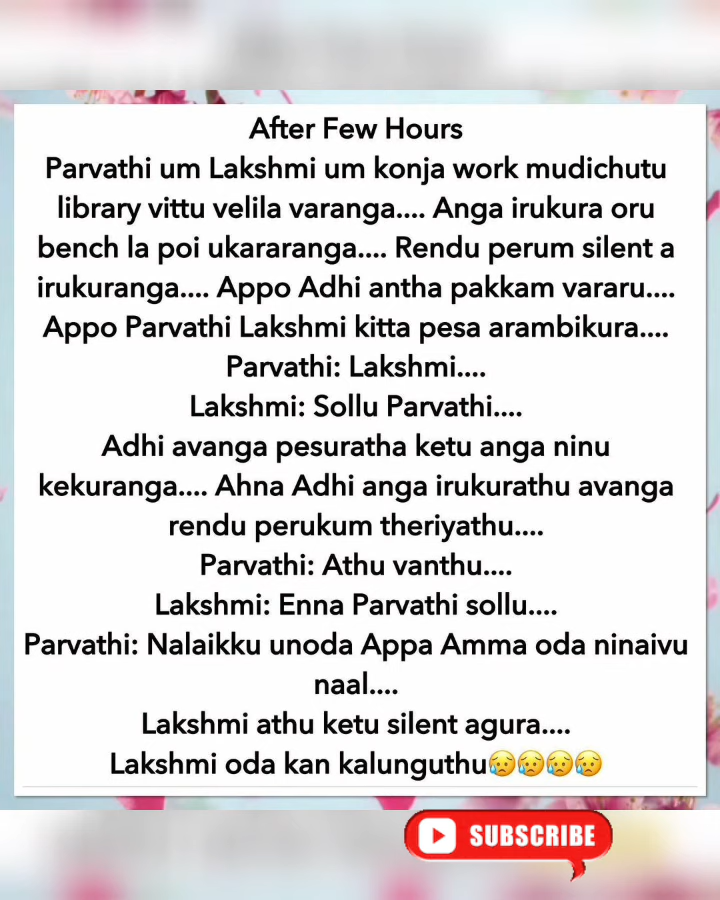 After Few Hours
Parvathi um Lakshmi um konja work mudichutu
library vittu velila varanga.... Anga irukura oru
bench la poi ukararanga.... Rendu perum silent a
irukuranga.... Appo Adhi antha pakkam vararu....
Appo Parvathi Lakshmi kitta pesa arambikura....
Parvathi: Lakshmi....
Lakshmi: Sollu Parvathi....
Adhi avanga pesuratha ketu anga ninu
kekuranga.... Ahna Adhi anga irukurathu avanga
rendu perukum theriyathu....
Parvathi: Athu vanthu....
Lakshmi: Enna Parvathi sollu....
Parvathi: Nalaikku unoda Appa Amma oda ninaivu
naal....
Lakshmi athu ketu silent agura....
Lakshmi oda kan kalunguthu😥😥😥😥
SUBSCRIBE